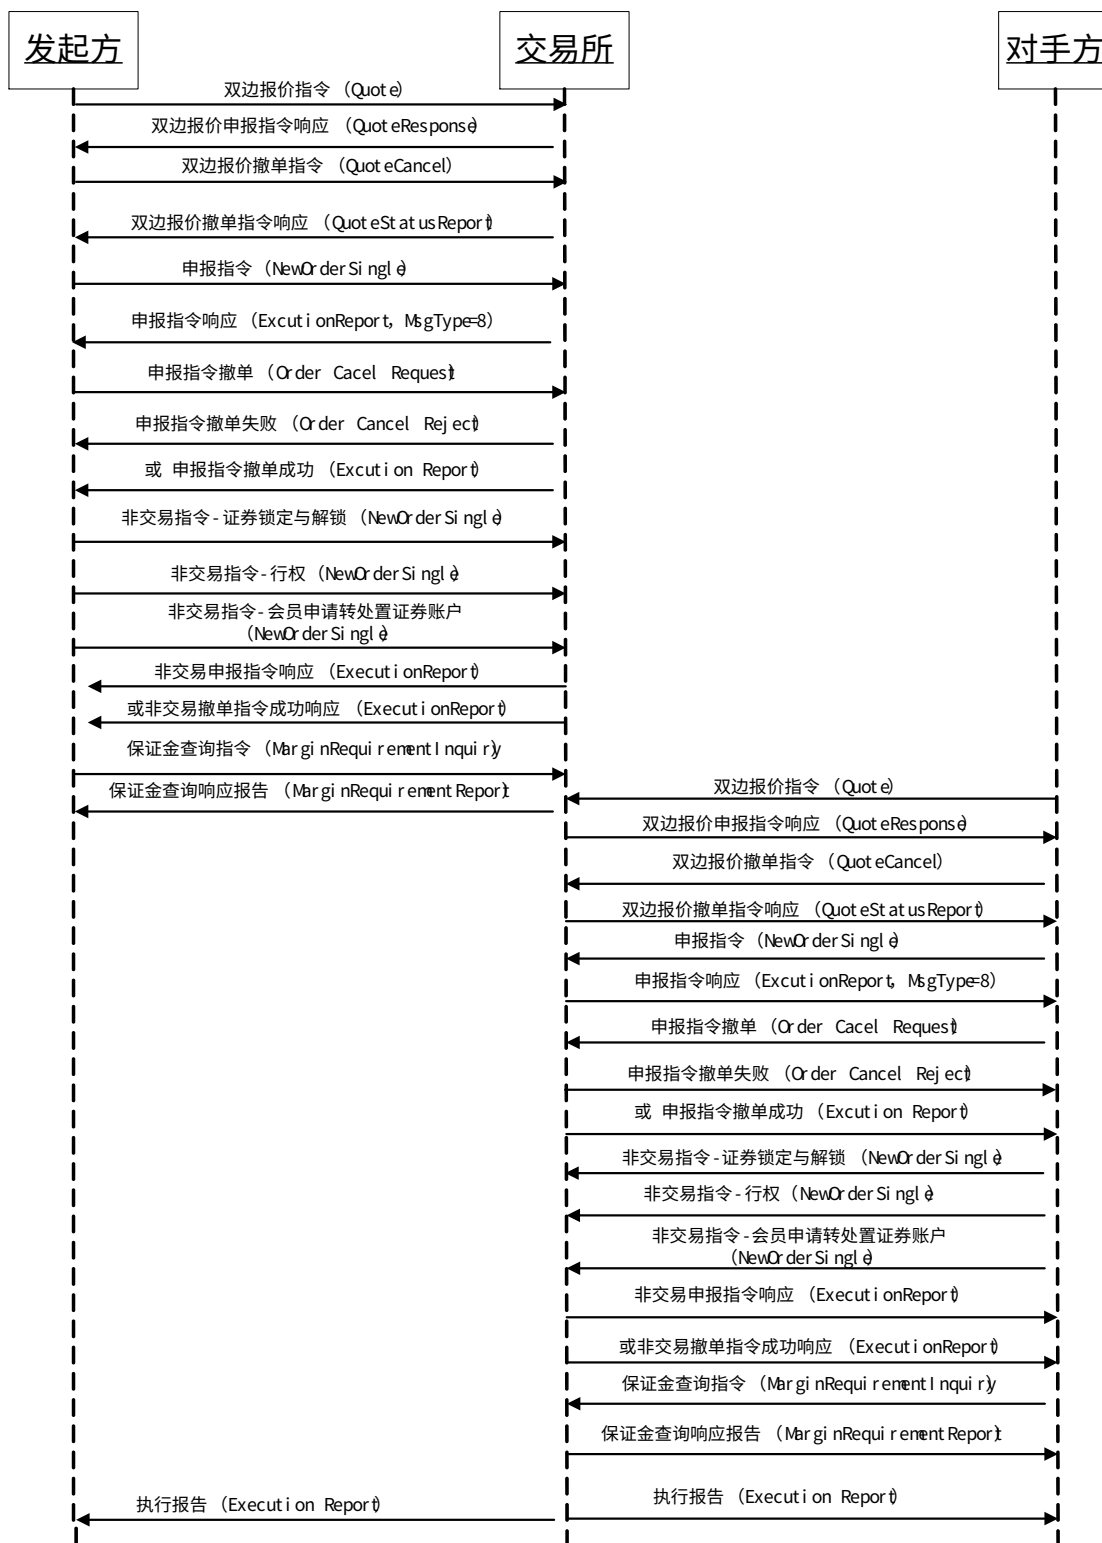 发起方
交易所
对手方
双边报价指令（Quote）
双边报价申报指令响应（QuoteResponse）
双边报价撤单指令（QuoteCancel）
双边报价撤单指令响应（QuoteStatusReport）
申报指令（NewOrderSingle）
申报指令响应（ExcutionReport，MsgType=8）
申报指令撤单（Order Cacel Request）
申报指令撤单失败（Order Cancel Reject）
或 申报指令撤单成功（Excution Report）
非交易指令-证券锁定与解锁（NewOrderSingle）
非交易指令-行权（NewOrderSingle）
非交易指令-会员申请转处置证券账户
（NewOrderSingle）
非交易申报指令响应（ExecutionReport）
或非交易撤单指令成功响应（ExecutionReport）
保证金查询指令（MarginRequirementInquiry）
保证金查询响应报告（MarginRequirementReport）
双边报价指令（Quote）
双边报价申报指令响应（QuoteResponse）
双边报价撤单指令（QuoteCancel）
双边报价撤单指令响应（QuoteStatusReport）
申报指令（NewOrderSingle）
申报指令响应（ExcutionReport，MsgType=8）
申报指令撤单（Order Cacel Request）
申报指令撤单失败（Order Cancel Reject）
或 申报指令撤单成功（Excution Report）
非交易指令-证券锁定与解锁（NewOrderSingle）
非交易指令-行权（NewOrderSingle）
非交易指令-会员申请转处置证券账户
（NewOrderSingle）
非交易申报指令响应（ExecutionReport）
或非交易撤单指令成功响应（ExecutionReport）
保证金查询指令（MarginRequirementInquiry）
保证金查询响应报告（MarginRequirementReport）
执行报告（Execution Report）
执行报告（Execution Report）